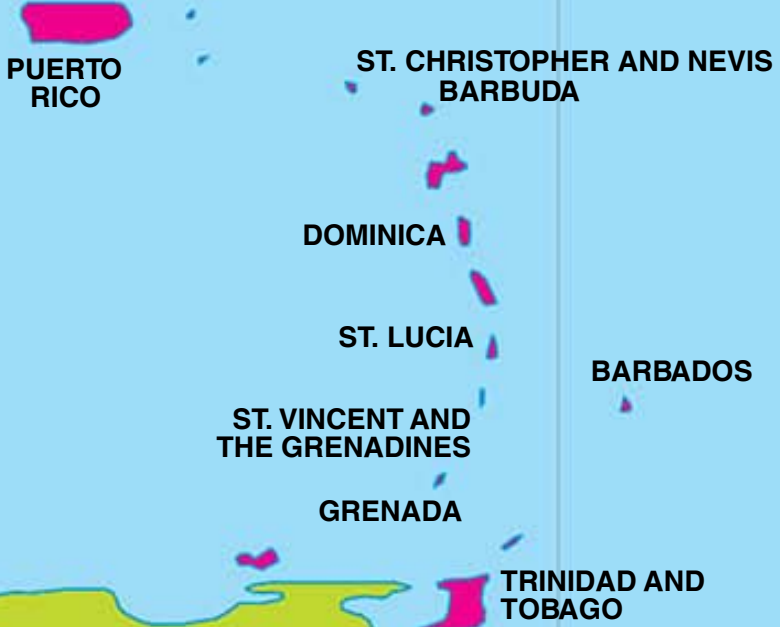 PUERTO
RICO
ST. CHRISTOPHER AND NEVIS
BARBUDA
DOMINICA
ST. LUCIA
BARBADOS
ST. VINCENT AND
THE GRENADINES
GRENADA
TRINIDAD AND
TOBAGO